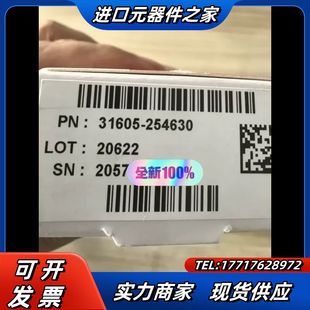 进口元器件之家
PN： 31605-254630
LOT： 20622
SN： 2057
全新100%
TEL:17717628972
可开发票
实力商家 现货供应